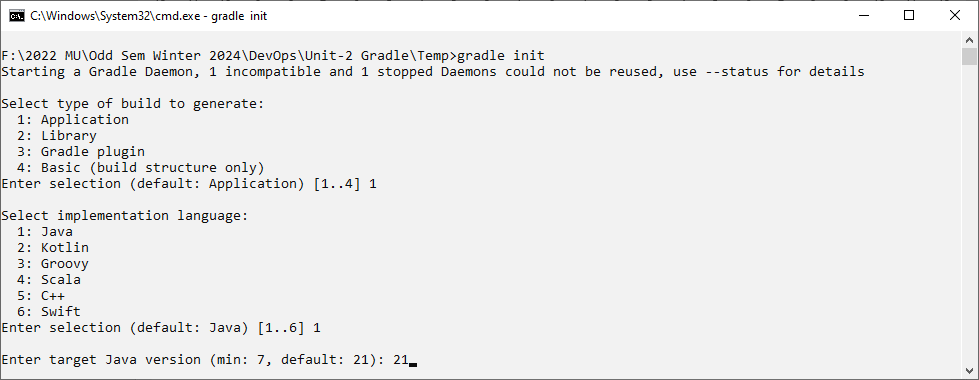 C:\Windows\System32\cmd.exe - gradle  init
F:\2022 MU\Odd Sem Winter 2024\DevOps\Unit-2 Gradle\Temp>gradle init
Starting a Gradle Daemon, 1 incompatible and 1 stopped Daemons could not be reused, use --status for details
Select type of build to generate:
  1: Application
  2: Library
  3: Gradle plugin
  4: Basic (build structure only)
Enter selection (default: Application) [1..4] 1
Select implementation language:
  1: Java
  2: Kotlin
  3: Groovy
  4: Scala
  5: C++
  6: Swift
Enter selection (default: Java) [1..6] 1
Enter target Java version (min: 7, default: 21): 21